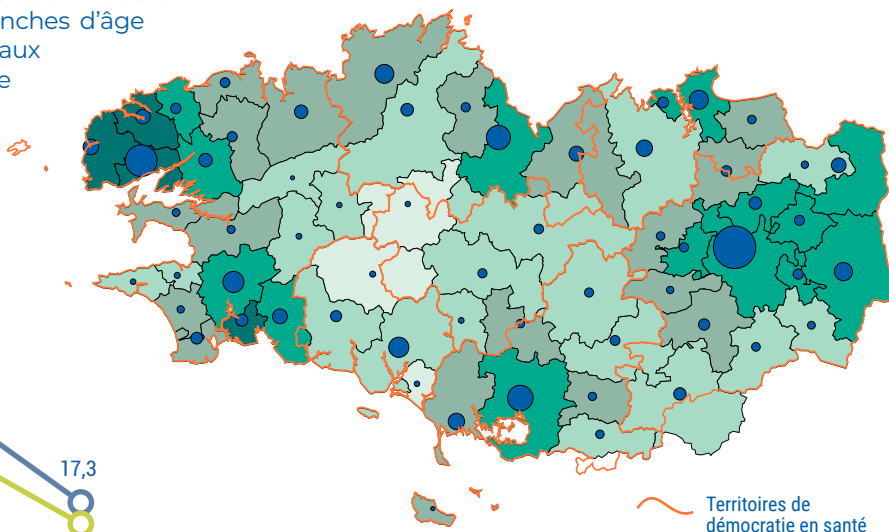 nches d'âge
aux
e
17,3
Territoires de
démocratie en santé